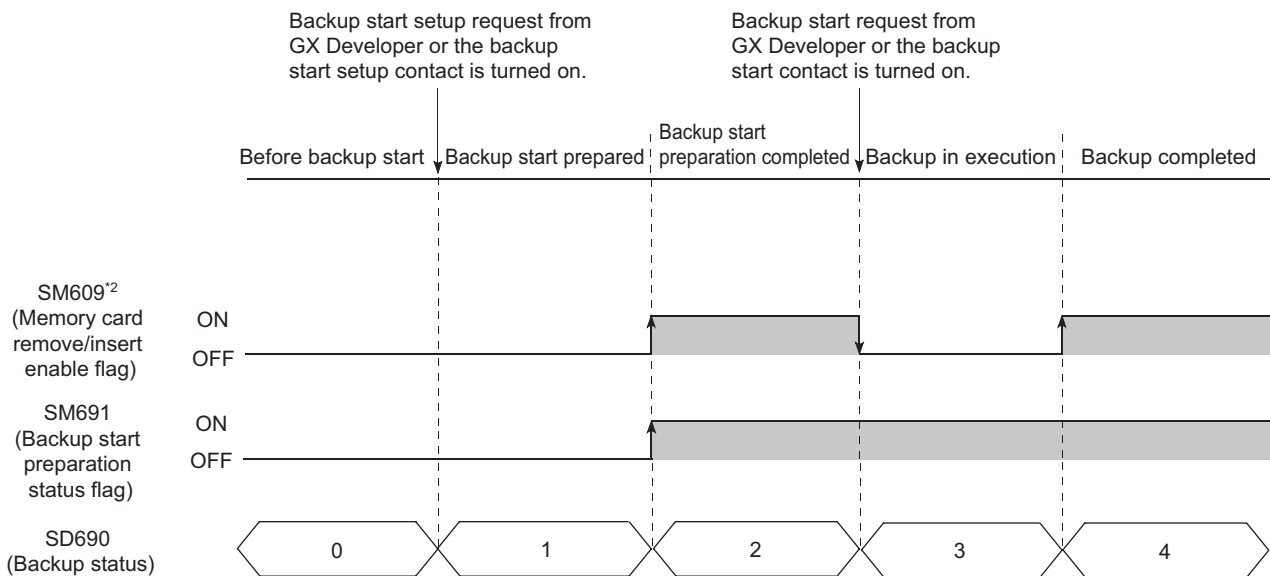 Backup start setup request from
GX Developer or the backup
start setup contact is turned on.
Backup start request from
GX Developer or the backup
start contact is turned on.
Before backup start
Backup start prepared
Backup start
preparation completed
Backup in execution
Backup completed
SM609*2
(Memory card
remove/insert
enable flag)
ON
OFF
SM691
(Backup start
preparation
status flag)
ON
OFF
SD690
(Backup status)
0
1
2
3
4